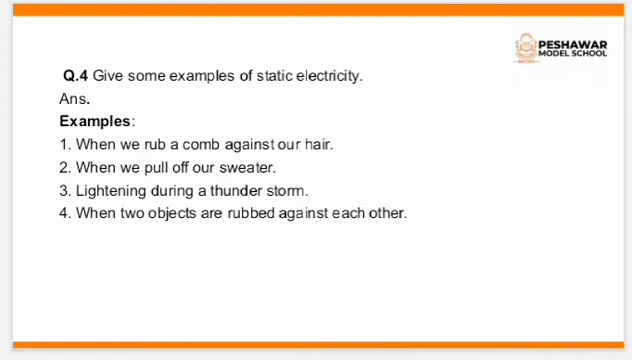 PESHAWAR
MODEL SCHOOL
Q.4 Give some examples of static electricity.
Ans.
Examples:
1. When we rub a comb against our hair.
2. When we pull off our sweater.
3. Lightening during a thunder storm.
4. When two objects are rubbed against each other.